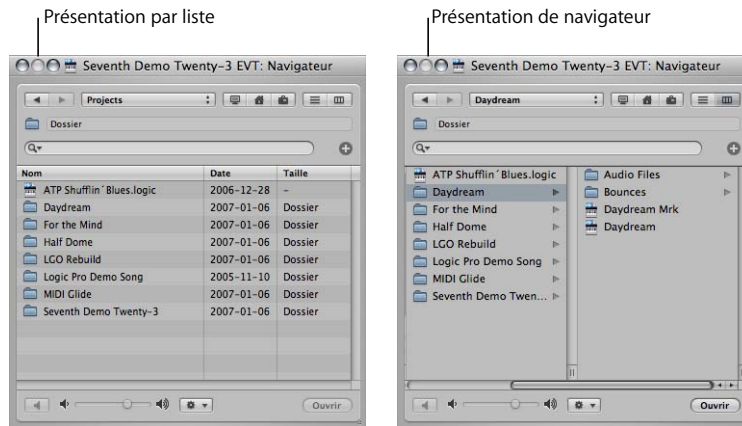 Présentation par liste
Seventh Demo Twenty-3 EVT: Navigateur
Projects
Dossier
Nom Date Taille
ATP Shufflin´Blues.logic 2006-12-28 –
Daydream 2007-01-06 Dossier
For the Mind 2007-01-06 Dossier
Half Dome 2007-01-06 Dossier
LGO Rebuild 2007-01-06 Dossier
Logic Pro Demo Song 2005-11-10 Dossier
MIDI Glide 2007-01-06 Dossier
Seventh Demo Twenty-3 2007-01-06 Dossier
Ouvrir
Présentation de navigateur
Seventh Demo Twenty-3 EVT: Navigateur
Daydream
Dossier
ATP Shufflin´Blues.logic
Daydream
For the Mind
Half Dome
LGO Rebuild
Logic Pro Demo Song
MIDI Glide
Seventh Demo Twen...
Audio Files
Bounces
Daydream Mrk
Daydream
Ouvrir